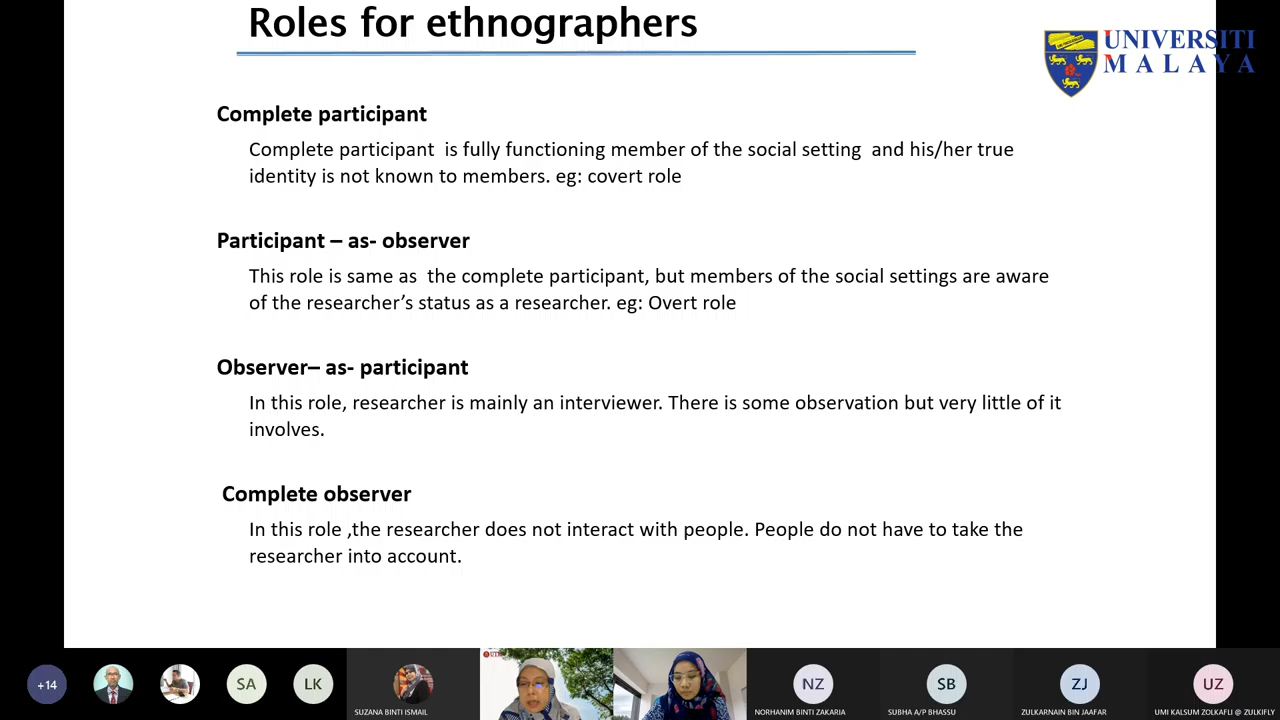 Roles for ethnographers
UNIVERSITI
MALAYA
Complete participant
Complete participant is fully functioning member of the social setting and his/her true
identity is not known to members. eg: covert role
Participant – as- observer
This role is same as the complete participant, but members of the social settings are aware
of the researcher’s status as a researcher. eg: Overt role
Observer– as- participant
In this role, researcher is mainly an interviewer. There is some observation but very little of it
involves.
Complete observer
In this role ,the researcher does not interact with people. People do not have to take the
researcher into account.
+14
SA
LK
SUZANA BINTI ISMAIL
NZ
NORHANIM BINTI ZAKARIA
SB
SUBHA A/P BHASSU
ZJ
ZULKARNAIN BIN JAAFAR
UZ
UMI KALSUM ZOLKAFLI @ ZULKIFLY